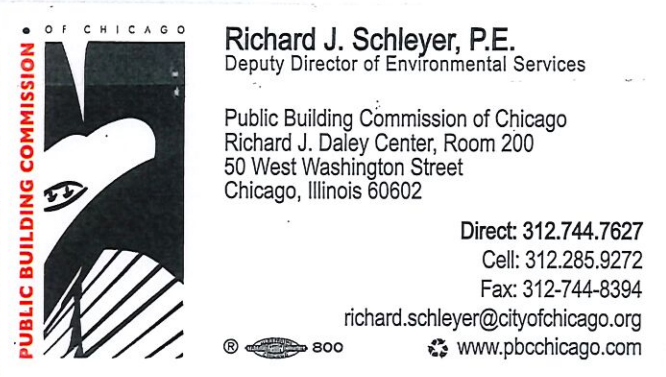 PUBLIC BUILDING COMMISSION • OF CHICAGO
Richard J. Schleyer, P.E.
Deputy Director of Environmental Services
Public Building Commission of Chicago
Richard J. Daley Center, Room 200
50 West Washington Street
Chicago, Illinois 60602
Direct: 312.744.7627
Cell: 312.285.9272
Fax: 312-744-8394
richard.schleyer@cityofchicago.org
® 800
www.pbcchicago.com